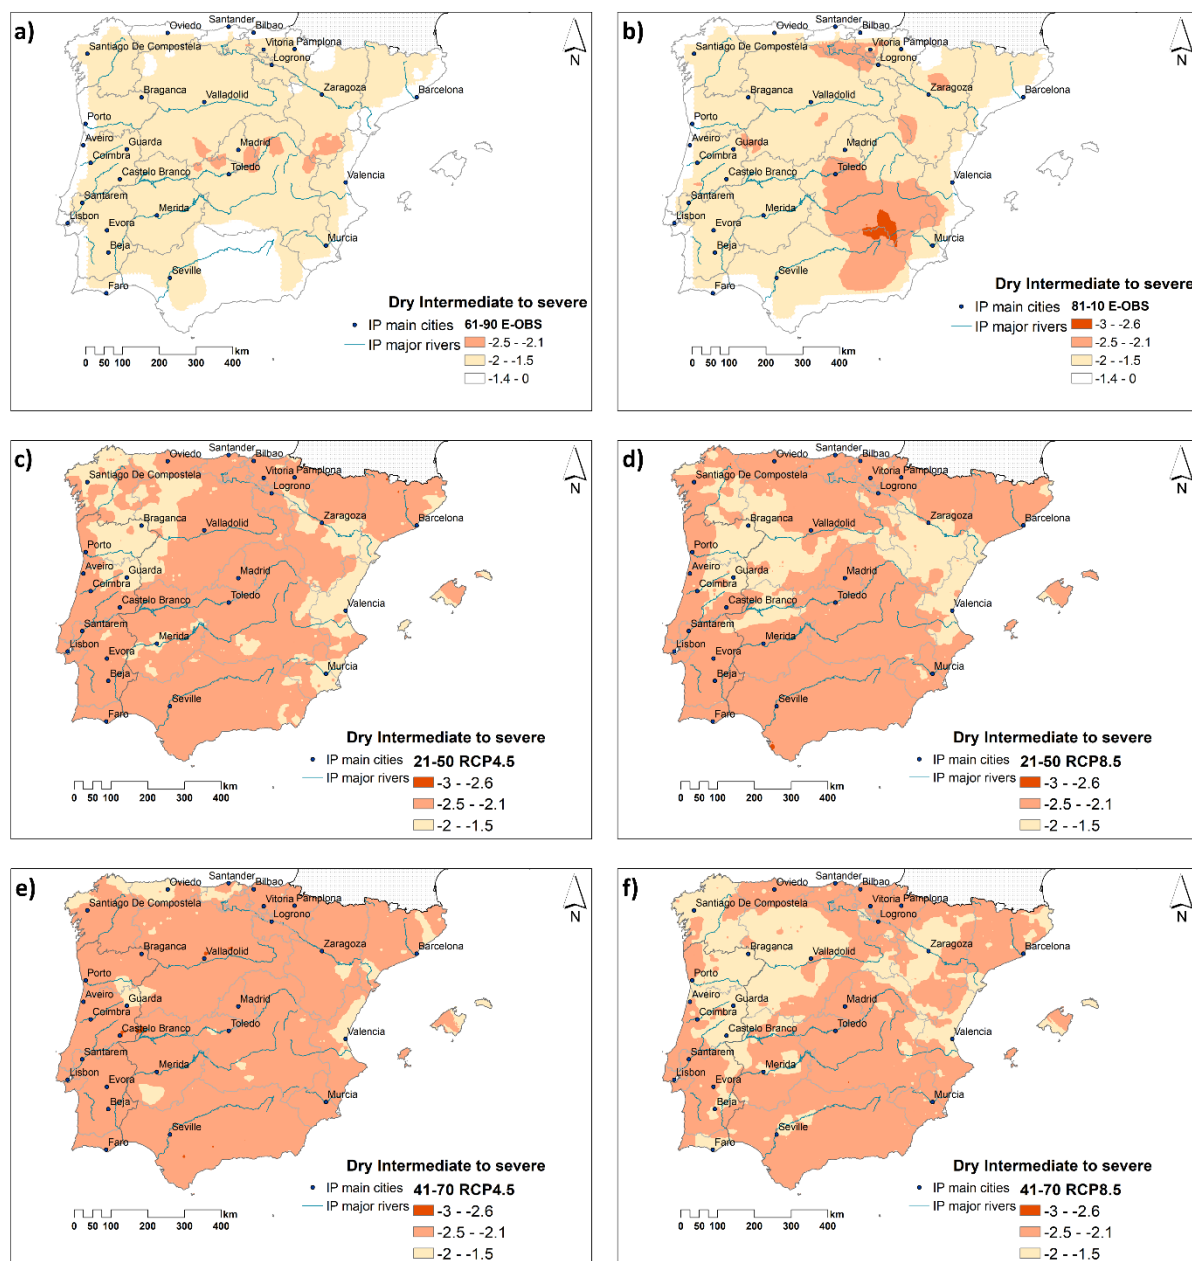 a)
Oviedo
Santander
Bilbao
Santiago De Compostela
Vitoria Pamplona
Logrono
N
Braganca
Valladolid
Zaragoza
Barcelona
Porto
Aveiro
Guarda
Madrid
Coimbra
Castelo Branco
Toledo
Santarem
Valencia
Lisbon
Evora
Merida
Beja
Murcia
Seville
Faro
Dry Intermediate to severe
IP main cities 61-90 E-OBS
IP major rivers
-2.5 - -2.1
-2 - -1.5
-1.4 - 0
km
0 50 100 200 300 400
b)
Oviedo
Santander
Bilbao
Santiago De Compostela
Vitoria Pamplona
Logrono
N
Braganca
Valladolid
Zaragoza
Barcelona
Porto
Aveiro
Guarda
Madrid
Coimbra
Castelo Branco
Toledo
Santarem
Valencia
Lisbon
Evora
Merida
Beja
Murcia
Seville
Faro
Dry Intermediate to severe
IP main cities 81-10 E-OBS
IP major rivers
-3 - -2.6
-2.5 - -2.1
-2 - -1.5
-1.4 - 0
km
0 50 100 200 300 400
c)
Oviedo
Santander
Bilbao
Santiago De Compostela
Vitoria Pamplona
Logrono
N
Braganca
Valladolid
Zaragoza
Barcelona
Porto
Aveiro
Guarda
Madrid
Coimbra
Castelo Branco
Toledo
Santarem
Valencia
Lisbon
Evora
Merida
Beja
Murcia
Seville
Faro
Dry Intermediate to severe
IP main cities 21-50 RCP4.5
IP major rivers
-3 - -2.6
-2.5 - -2.1
-2 - -1.5
km
0 50 100 200 300 400
d)
Oviedo
Santander
Bilbao
Santiago De Compostela
Vitoria Pamplona
Logrono
N
Braganca
Valladolid
Zaragoza
Barcelona
Porto
Aveiro
Guarda
Madrid
Coimbra
Castelo Branco
Toledo
Santarem
Valencia
Lisbon
Evora
Merida
Beja
Murcia
Seville
Faro
Dry Intermediate to severe
IP main cities 21-50 RCP8.5
IP major rivers
-3 - -2.6
-2.5 - -2.1
-2 - -1.5
km
0 50 100 200 300 400
e)
Oviedo
Santander
Bilbao
Santiago De Compostela
Vitoria Pamplona
Logrono
N
Braganca
Valladolid
Zaragoza
Barcelona
Porto
Aveiro
Guarda
Madrid
Coimbra
Castelo Branco
Toledo
Santarem
Valencia
Lisbon
Evora
Merida
Beja
Murcia
Seville
Faro
Dry Intermediate to severe
IP main cities 41-70 RCP4.5
IP major rivers
-3 - -2.6
-2.5 - -2.1
-2 - -1.5
km
0 50 100 200 300 400
f)
Oviedo
Santander
Bilbao
Santiago De Compostela
Vitoria Pamplona
Logrono
N
Braganca
Valladolid
Zaragoza
Barcelona
Porto
Aveiro
Guarda
Madrid
Coimbra
Castelo Branco
Toledo
Santarem
Valencia
Lisbon
Evora
Merida
Beja
Murcia
Seville
Faro
Dry Intermediate to severe
IP main cities 41-70 RCP8.5
IP major rivers
-3 - -2.6
-2.5 - -2.1
-2 - -1.5
km
0 50 100 200 300 400